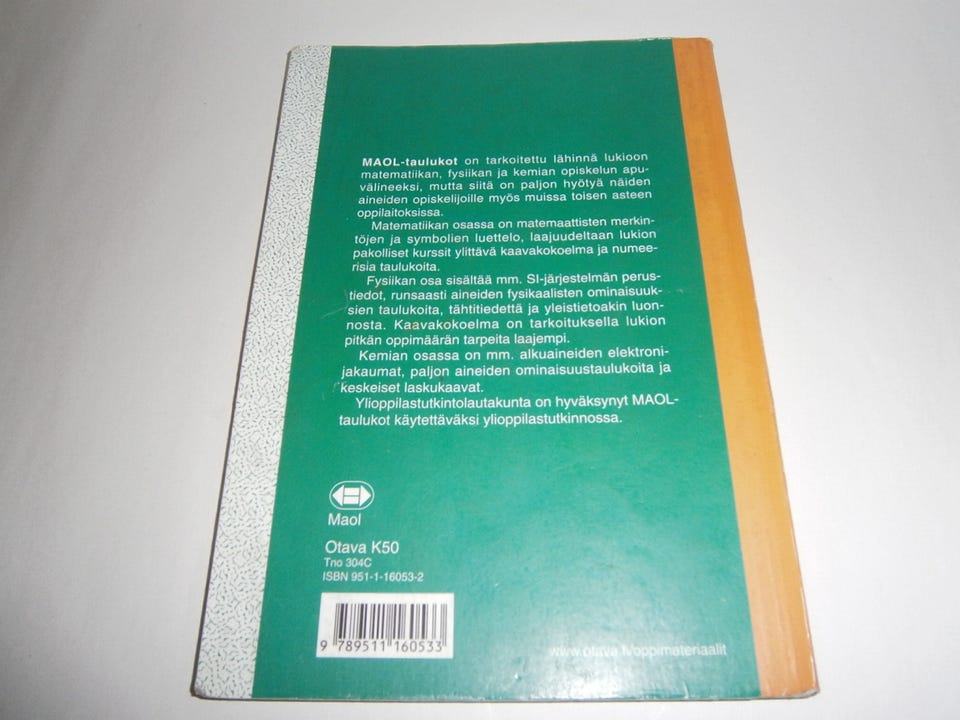 MAOL-taulukot on tarkoitettu lähinnä lukioon
matematiikan, fysiikan ja kemian opiskelun apu-
välineeksi, mutta siitä on paljon hyötyä näiden
aineiden opiskelijoille myös muissa toisen asteen
oppilaitoksissa.
Matematiikan osassa on matemaattisten merkin-
töjen ja symbolien luettelo, laajuudeltaan lukion
pakolliset kurssit ylittävä kaavakokoelma ja numee-
risia taulukoita.
Fysiikan osa sisältää mm. SI-järjestelmän perus-
tiedot, runsaasti aineiden fysikaalisten ominaisuuk-
sien taulukoita, tähtitiedettä ja yleistietoakin luon-
nosta. Kaavakokoelma on tarkoituksella lukion
pitkän oppimäärän tarpeita laajempi.
Kemian osassa on mm. alkuaineiden elektroni-
jakaumat, paljon aineiden ominaisuustaulukoita ja
keskeiset laskukaavat.
Ylioppilastutkintolautakunta on hyväksynyt MAOL-
taulukot käytettäväksi ylioppilastutkinnossa.
Maol
Otava K50
Tno 304C
ISBN 951-1-16053-2
9 789511 160533
www.otava.fi/oppimateriaalit